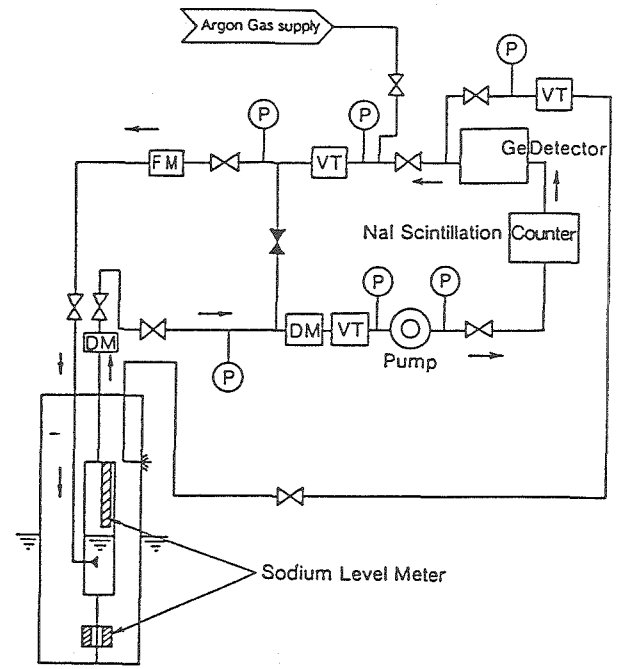 Argon Gas supply
P
P
VT
P
P
FM
VT
Ge Detector
NaI Scintillation Counter
P
P
DM
VT
DM
Pump
P
Sodium Level Meter